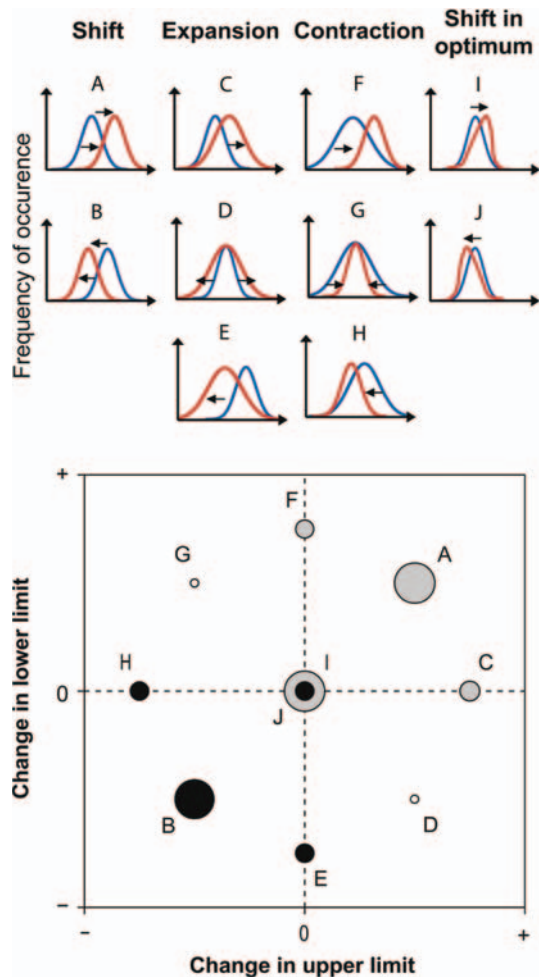 Shift Expansion Contraction Shift in
optimum
A C F I
B D G J
E H
Frequency of occurence
+
F
G A
H I C
0
J
B D
E
-
- 0 +
Change in lower limit
Change in upper limit